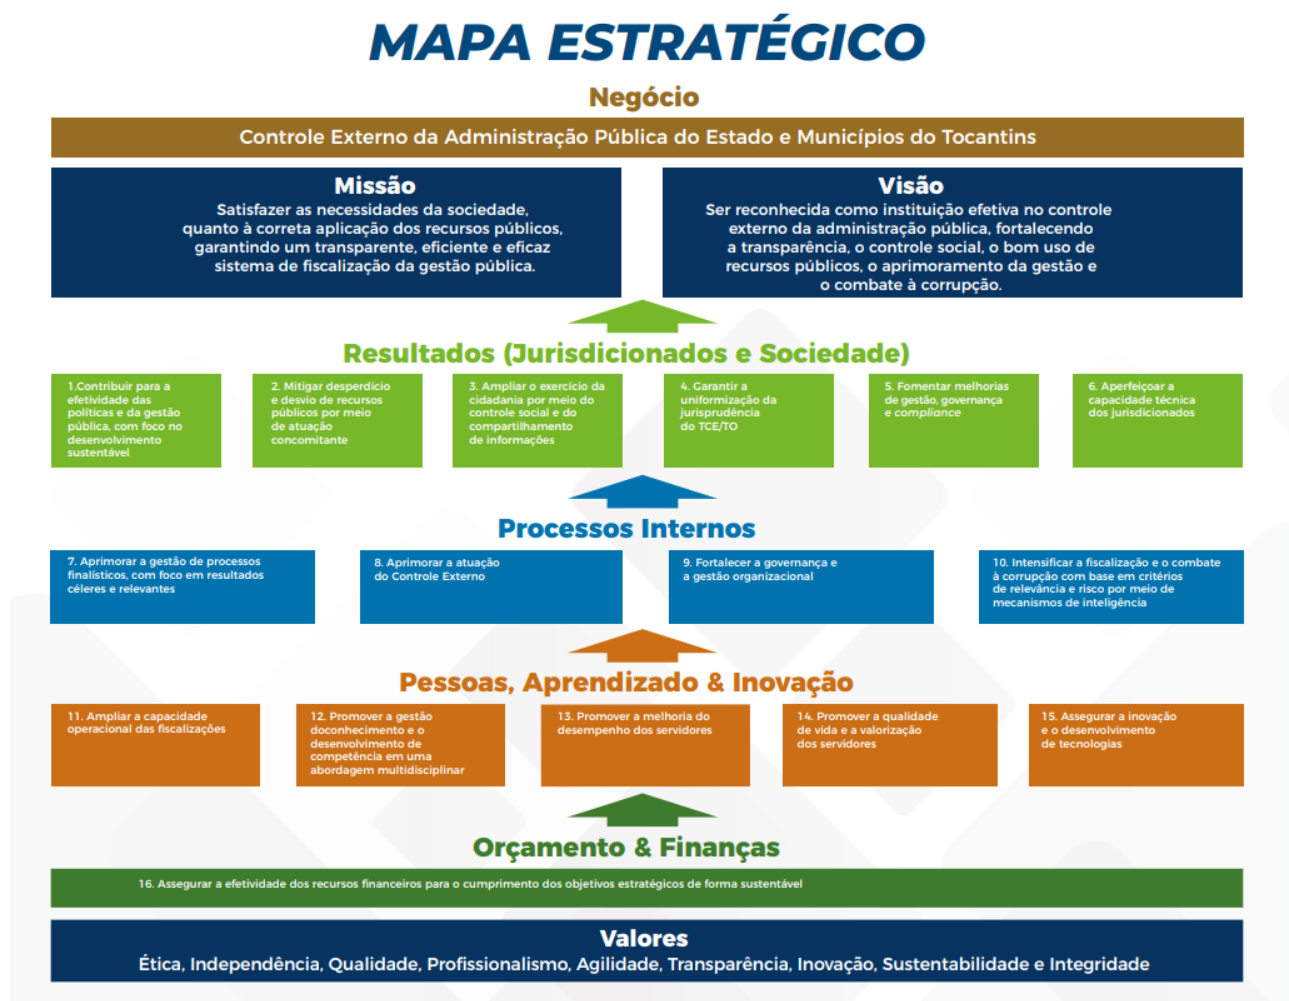 MAPA ESTRATÉGICO
Negócio
Controle Externo da Administração Pública do Estado e Municípios do Tocantins
Missão
Satisfazer as necessidades da sociedade,
quanto à correta aplicação dos recursos públicos,
garantindo um transparente, eficiente e eficaz
sistema de fiscalização da gestão pública.
Visão
Ser reconhecida como instituição efetiva no controle
externo da administração pública, fortalecendo
a transparência, o controle social, o bom uso de
recursos públicos, o aprimoramento da gestão e
o combate à corrupção.
Resultados (Jurisdicionados e Sociedade)
1.Contribuir para a
efetividade das
políticas e da gestão
pública, com foco no
desenvolvimento
sustentável
2. Mitigar desperdício
e desvio de recursos
públicos por meio
de atuação
concomitante
3. Ampliar o exercício da
cidadania por meio do
controle social e do
compartilhamento
de informações
4. Garantir a
uniformização da
jurisprudência
do TCE/TO
5. Fomentar melhorias
de gestão, governança
e compliance
6. Aperfeiçoar a
capacidade técnica
dos jurisdicionados
Processos Internos
7. Aprimorar a gestão de processos
finalísticos, com foco em resultados
céleres e relevantes
8. Aprimorar a atuação
do Controle Externo
9. Fortalecer a governança e
a gestão organizacional
10. Intensificar a fiscalização e o combate
à corrupção com base em critérios
de relevância e risco por meio de
mecanismos de inteligência
Pessoas, Aprendizado & Inovação
11. Ampliar a capacidade
operacional das fiscalizações
12. Promover a gestão
doconhecimento e o
desenvolvimento de
competência em uma
abordagem multidisciplinar
13. Promover a melhoria do
desempenho dos servidores
14. Promover a qualidade
de vida e a valorização
dos servidores
15. Assegurar a inovação
e o desenvolvimento
de tecnologias
Orçamento & Finanças
16. Assegurar a efetividade dos recursos financeiros para o cumprimento dos objetivos estratégicos de forma sustentável
Valores
Ética, Independência, Qualidade, Profissionalismo, Agilidade, Transparência, Inovação, Sustentabilidade e Integridade